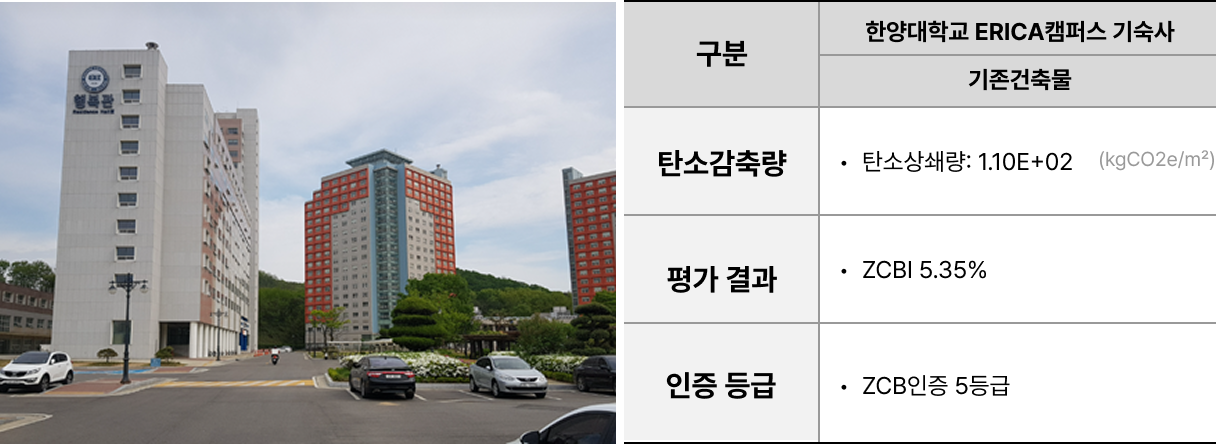 행복관
구분
한양대학교 ERICA캠퍼스 기숙사
기존건축물
탄소감축량
• 탄소상쇄량: 1.10E+02 (kgCO2e/m²)
평가 결과
• ZCBI 5.35%
인증 등급
• ZCB인증 5등급